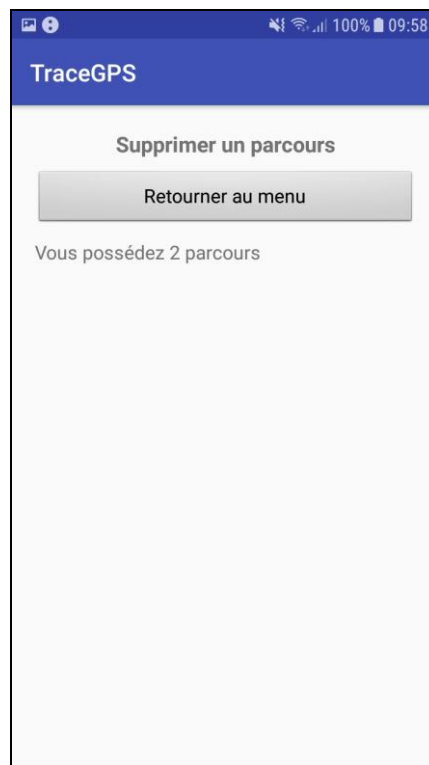 100% 09:58
TraceGPS
Supprimer un parcours
Retourner au menu
Vous possédez 2 parcours